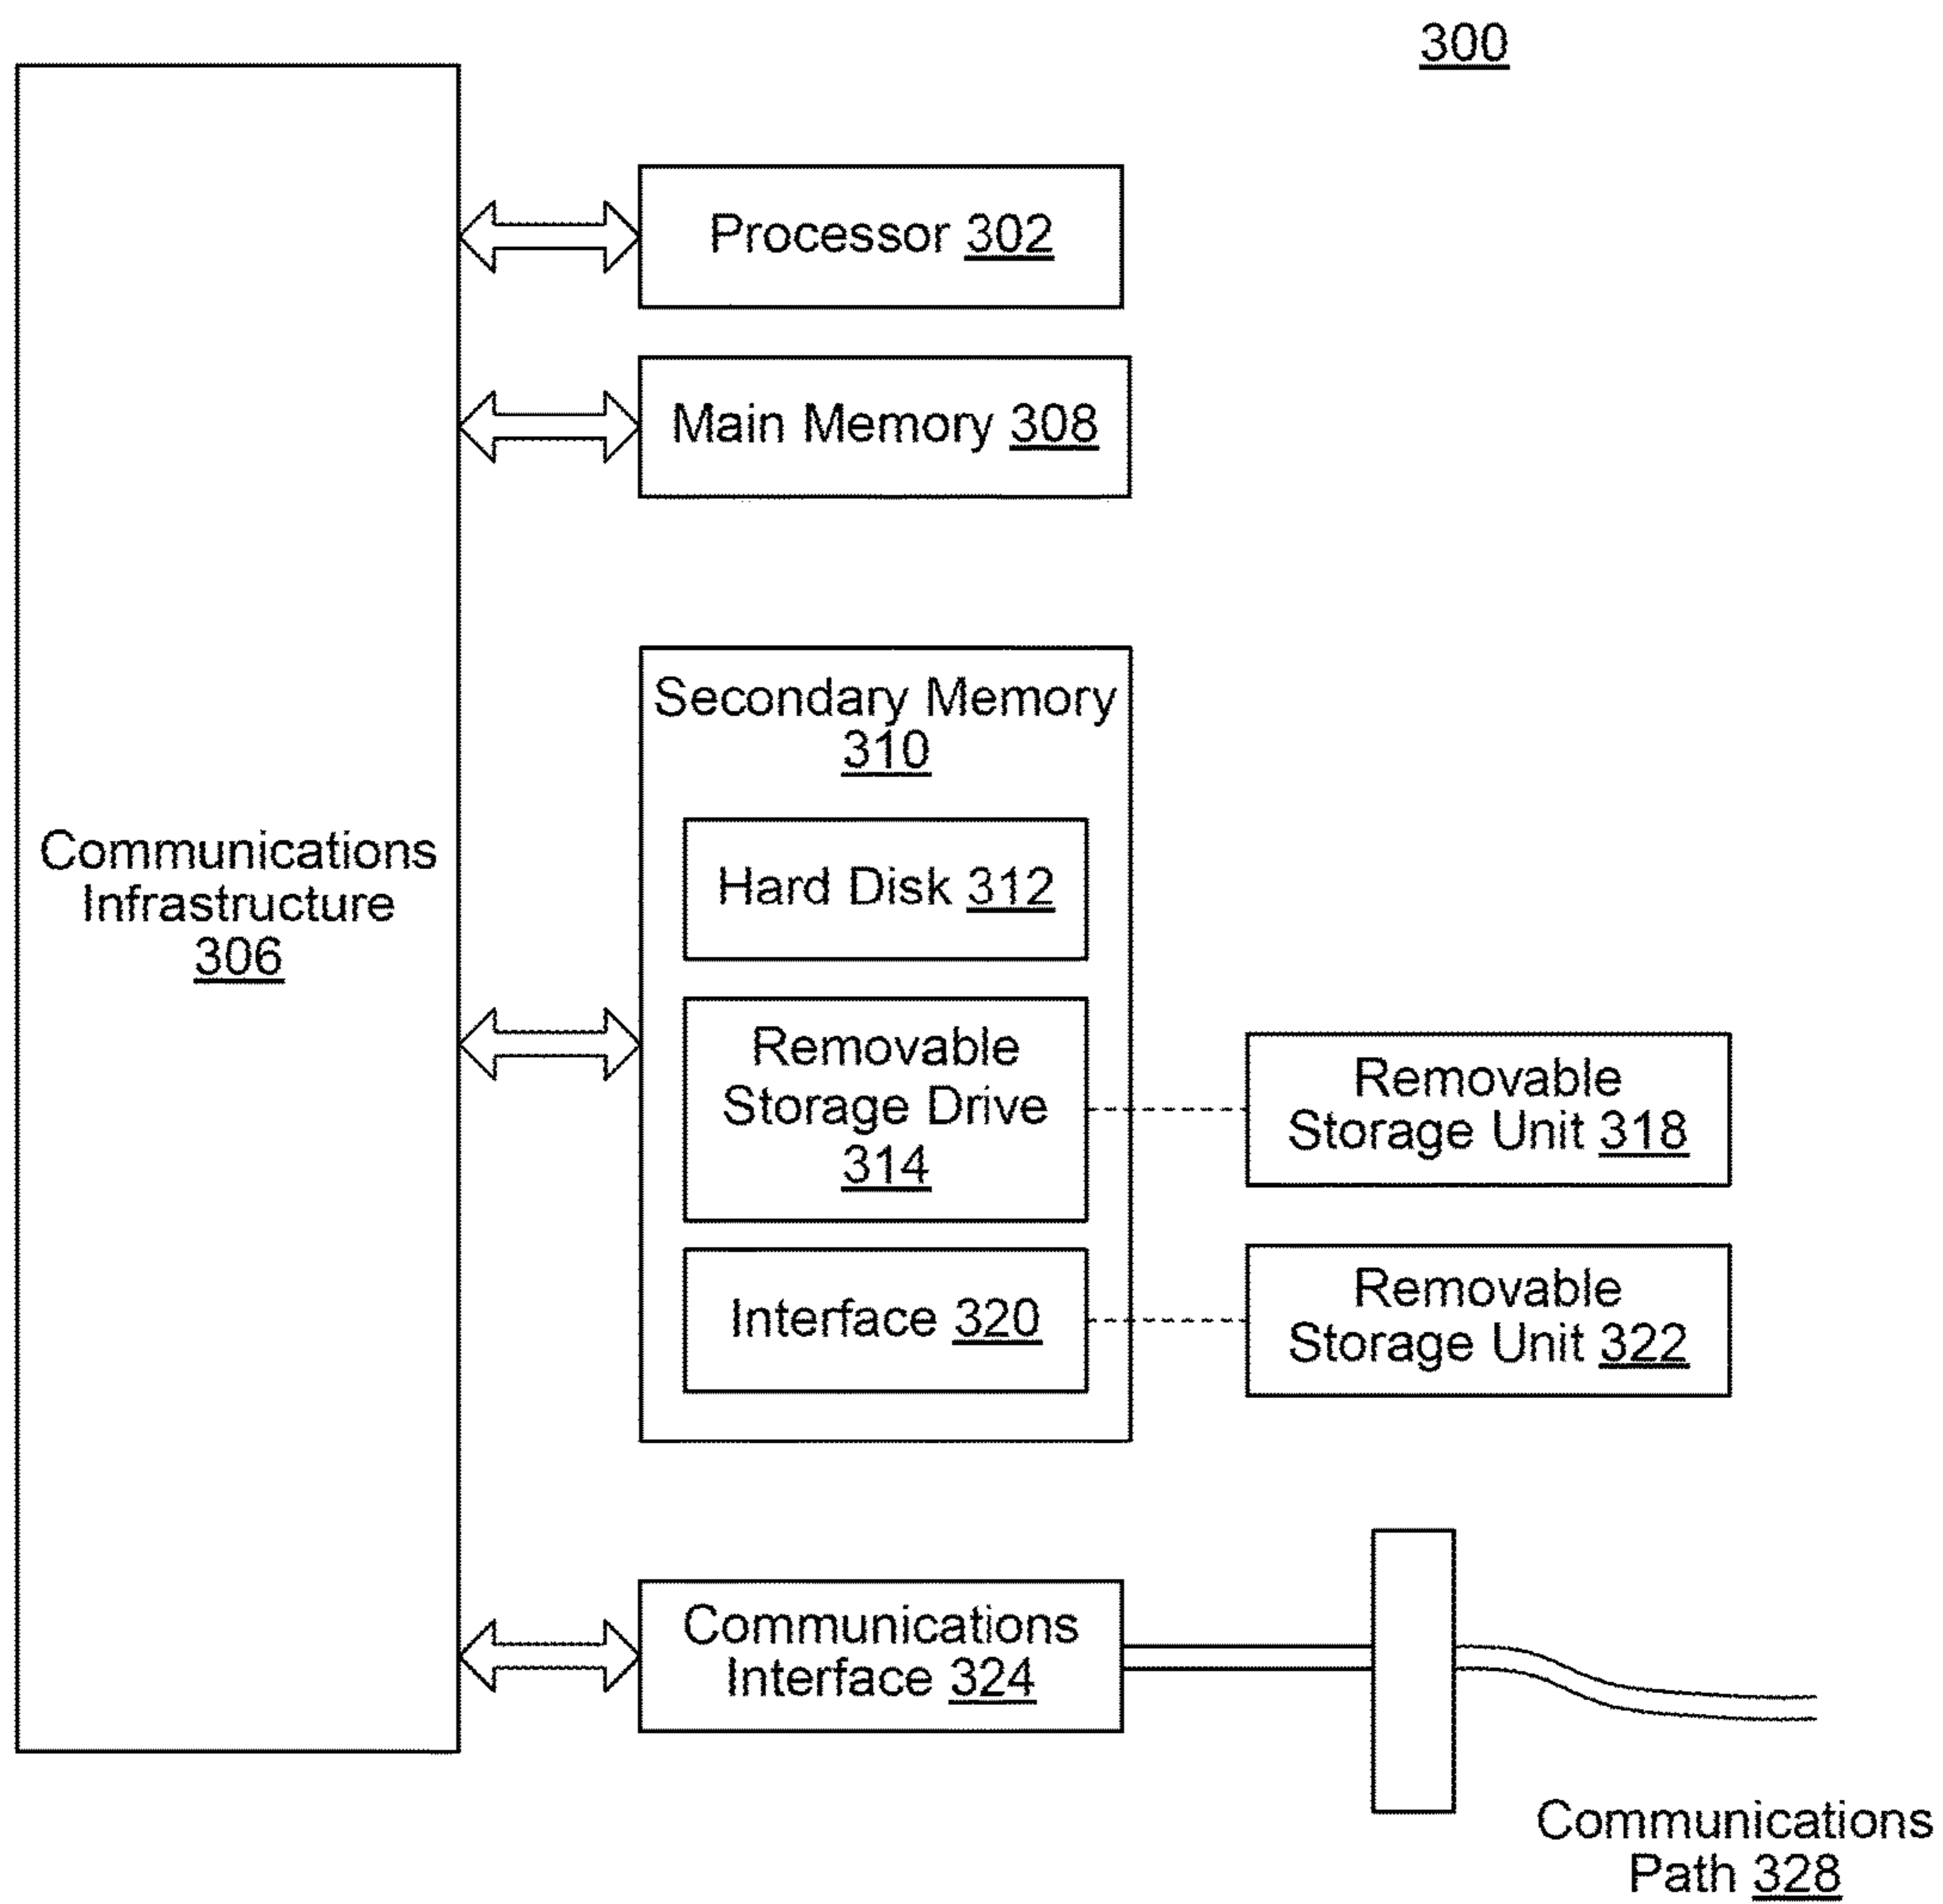 300
Processor 302
Main Memory 308
Secondary Memory
310
Communications
Infrastructure
306
Hard Disk 312
Removable
Storage Drive
314
Removable
Storage Unit 318
Interface 320
Removable
Storage Unit 322
Communications
Interface 324
Communications
Path 328